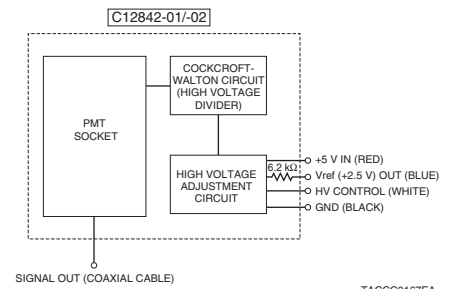 C12842-01/-02
COCKCROFT-
WALTON CIRCUIT
(HIGH VOLTAGE
DIVIDER)
PMT
SOCKET
HIGH VOLTAGE
ADJUSTMENT
CIRCUIT
6.2 kΩ
+5 V IN (RED)
Vref (+2.5 V) OUT (BLUE)
HV CONTROL (WHITE)
GND (BLACK)
SIGNAL OUT (COAXIAL CABLE)